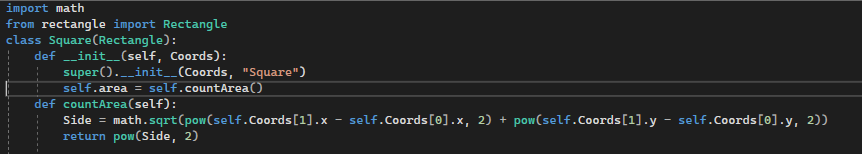 import math
from rectangle import Rectangle
class Square(Rectangle):
    def __init__(self, Coords):
        super().__init__(Coords, "Square")
        self.area = self.countArea()
    def countArea(self):
        Side = math.sqrt(pow(self.Coords[1].x - self.Coords[0].x, 2) + pow(self.Coords[1].y - self.Coords[0].y, 2))
        return pow(Side, 2)